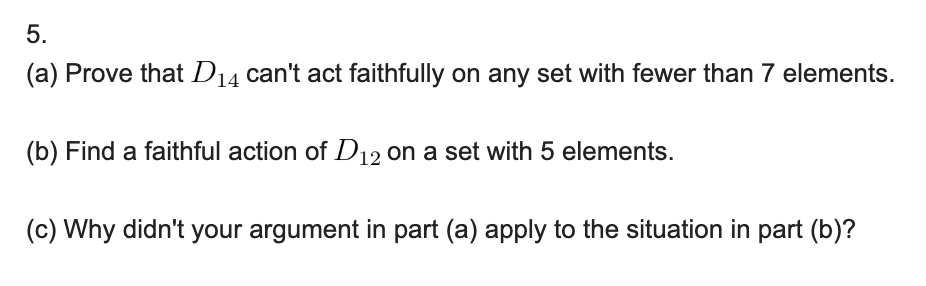 5.
(a) Prove that D₁₄ can't act faithfully on any set with fewer than 7 elements.
(b) Find a faithful action of D₁₂ on a set with 5 elements.
(c) Why didn't your argument in part (a) apply to the situation in part (b)?